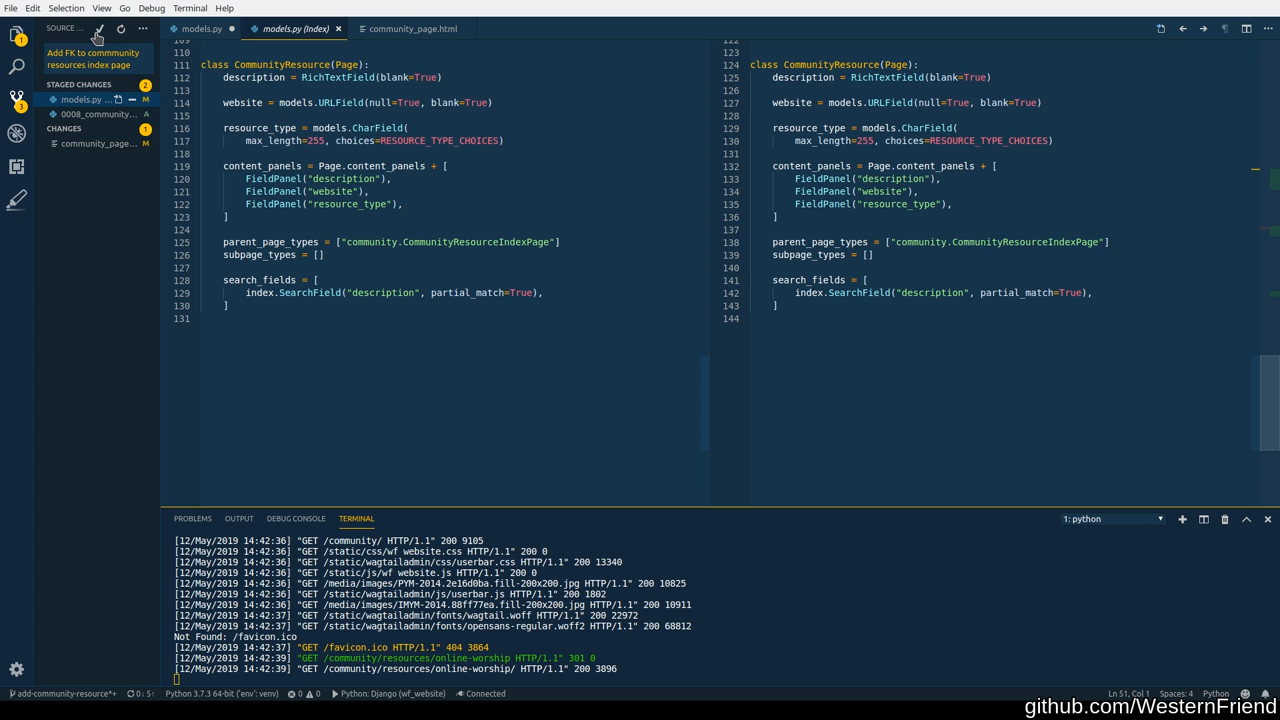 File Edit Selection View Go Debug Terminal Help
SOURCE ...
models.py
models.py (Index)
community_page.html
Add FK to commmunity
resources index page
STAGED CHANGES 2
models.py ... M
0008_community... A
CHANGES 1
community_page... M
1
3
110
111 class CommunityResource(Page):
112 description = RichTextField(blank=True)
113
114 website = models.URLField(null=True, blank=True)
115
116 resource_type = models.CharField(
117 max_length=255, choices=RESOURCE_TYPE_CHOICES)
118
119 content_panels = Page.content_panels + [
120 FieldPanel("description"),
121 FieldPanel("website"),
122 FieldPanel("resource_type"),
123 ]
124
125 parent_page_types = ["community.CommunityResourceIndexPage"]
126 subpage_types = []
127
128 search_fields = [
129 index.SearchField("description", partial_match=True),
130 ]
131
123
124 class CommunityResource(Page):
125 description = RichTextField(blank=True)
126
127 website = models.URLField(null=True, blank=True)
128
129 resource_type = models.CharField(
130 max_length=255, choices=RESOURCE_TYPE_CHOICES)
131
132 content_panels = Page.content_panels + [
133 FieldPanel("description"),
134 FieldPanel("website"),
135 FieldPanel("resource_type"),
136 ]
137
138 parent_page_types = ["community.CommunityResourceIndexPage"]
139 subpage_types = []
140
141 search_fields = [
142 index.SearchField("description", partial_match=True),
143 ]
144
PROBLEMS OUTPUT DEBUG CONSOLE TERMINAL
1: python
[12/May/2019 14:42:36] "GET /community/ HTTP/1.1" 200 9105
[12/May/2019 14:42:36] "GET /static/css/wf_website.css HTTP/1.1" 200 0
[12/May/2019 14:42:36] "GET /static/wagtailadmin/css/userbar.css HTTP/1.1" 200 13340
[12/May/2019 14:42:36] "GET /static/js/wf_website.js HTTP/1.1" 200 0
[12/May/2019 14:42:36] "GET /media/images/PYM-2014.2e16d0ba.fill-200x200.jpg HTTP/1.1" 200 10825
[12/May/2019 14:42:36] "GET /static/wagtailadmin/js/userbar.js HTTP/1.1" 200 1802
[12/May/2019 14:42:36] "GET /media/images/IMYM-2014.88ff77ea.fill-200x200.jpg HTTP/1.1" 200 10911
[12/May/2019 14:42:37] "GET /static/wagtailadmin/fonts/wagtail.woff HTTP/1.1" 200 22972
[12/May/2019 14:42:37] "GET /static/wagtailadmin/fonts/opensans-regular.woff2 HTTP/1.1" 200 68812
Not Found: /favicon.ico
[12/May/2019 14:42:37] "GET /favicon.ico HTTP/1.1" 404 3864
[12/May/2019 14:42:39] "GET /community/resources/online-worship HTTP/1.1" 301 0
[12/May/2019 14:42:39] "GET /community/resources/online-worship/ HTTP/1.1" 200 3896
add-community-resource*+ 0↓ 5↑ Python 3.7.3 64-bit ('env': venv) 0 0 Python: Django (wf_website) Connected Ln 51, Col 1 Spaces: 4 Python
github.com/WesternFriend